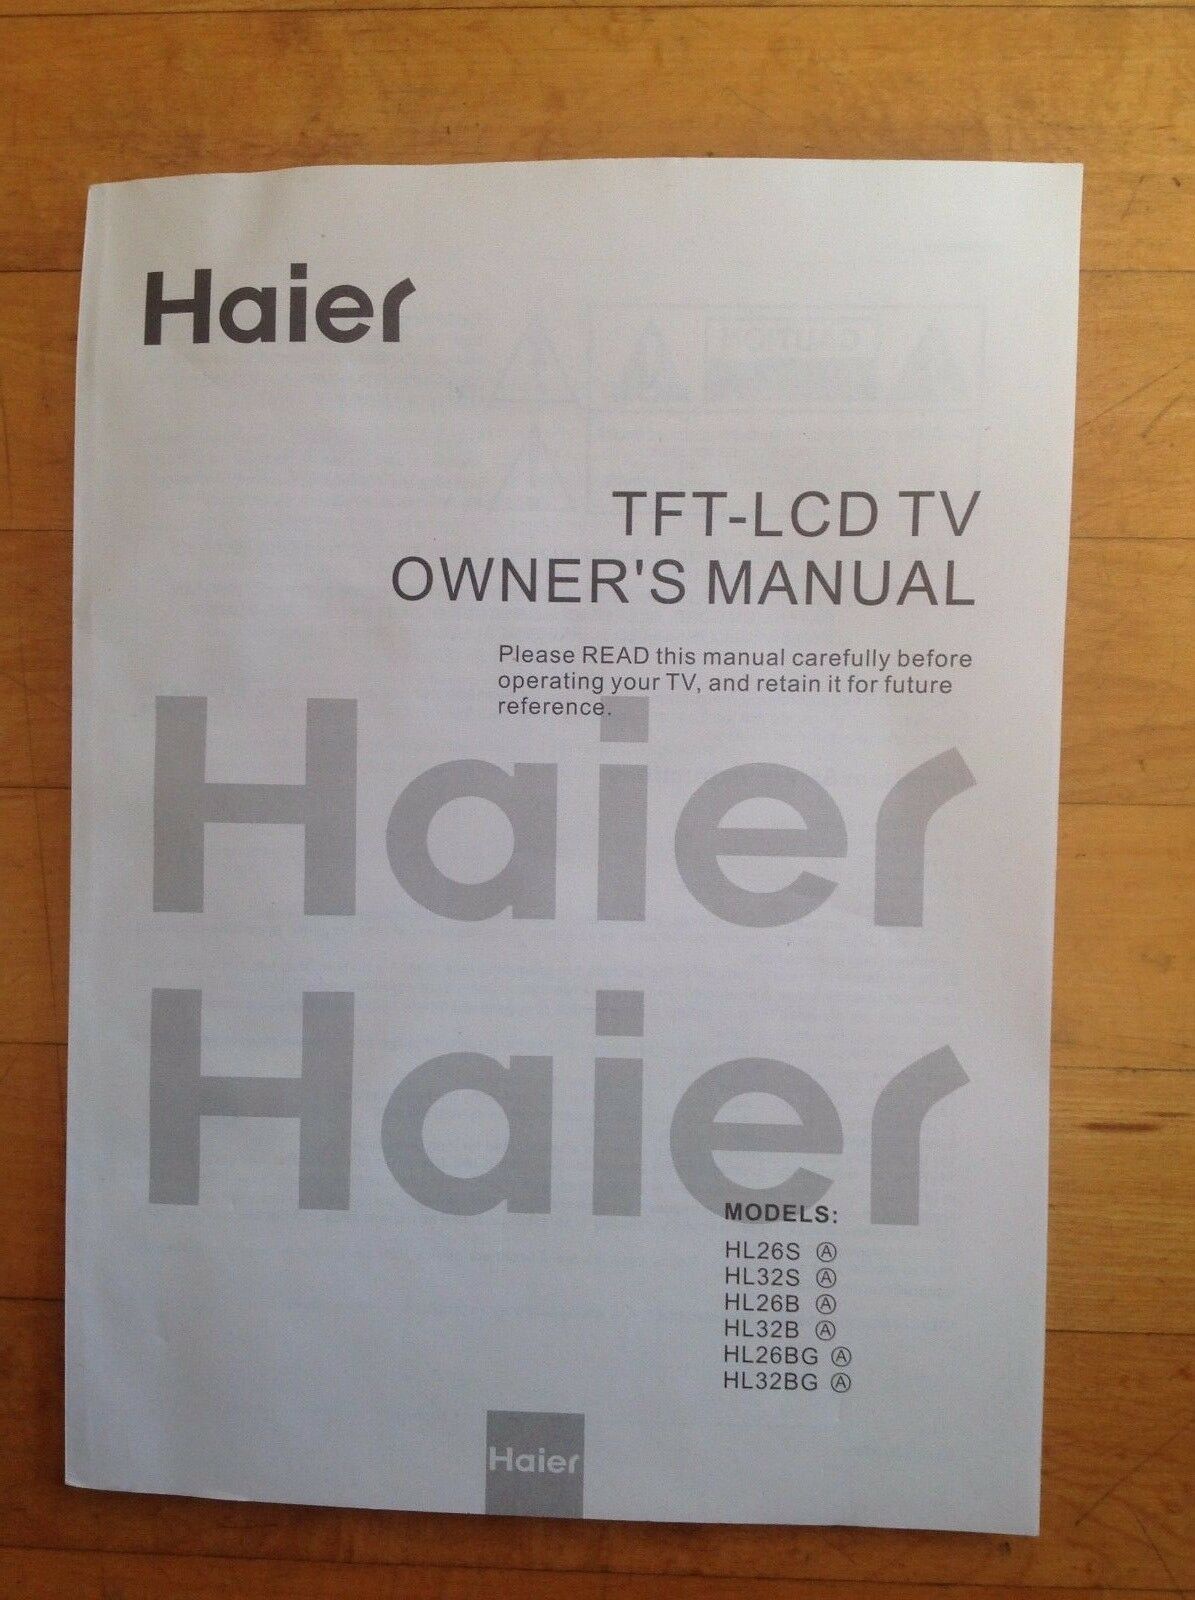 Haier
TFT-LCD TV
OWNER'S MANUAL
Please READ this manual carefully before
operating your TV, and retain it for future
reference.
Haier
Haier
MODELS:
HL26S Ⓐ
HL32S Ⓐ
HL26B Ⓐ
HL32B Ⓐ
HL26BG Ⓐ
HL32BG Ⓐ
Haier